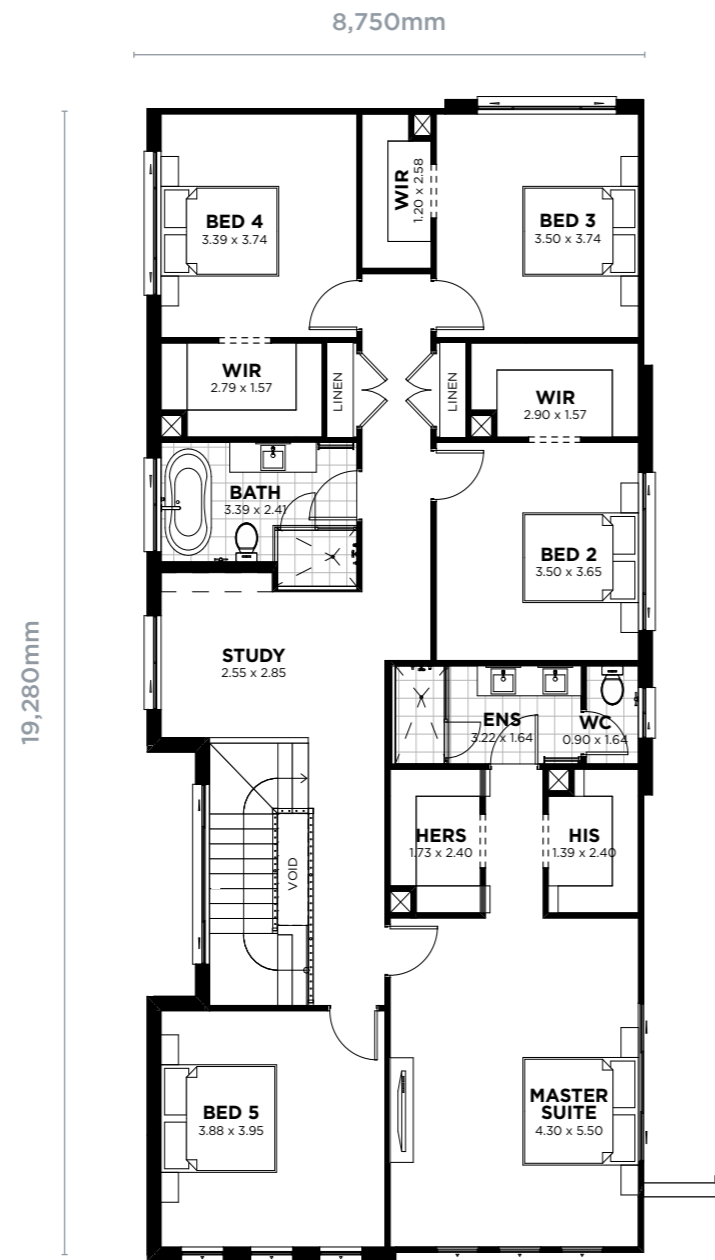 8,750mm
19,280mm
BED 4
3.39 x 3.74
WIR
1.20 x 2.58
BED 3
3.50 x 3.74
WIR
2.79 x 1.57
LINEN
LINEN
WIR
2.90 x 1.57
BATH
3.39 x 2.41
BED 2
3.50 x 3.65
STUDY
2.55 x 2.85
ENS
3.22 x 1.64
WC
0.90 x 1.64
HERS
1.73 x 2.40
HIS
1.39 x 2.40
VOID
BED 5
3.88 x 3.95
MASTER
SUITE
4.30 x 5.50